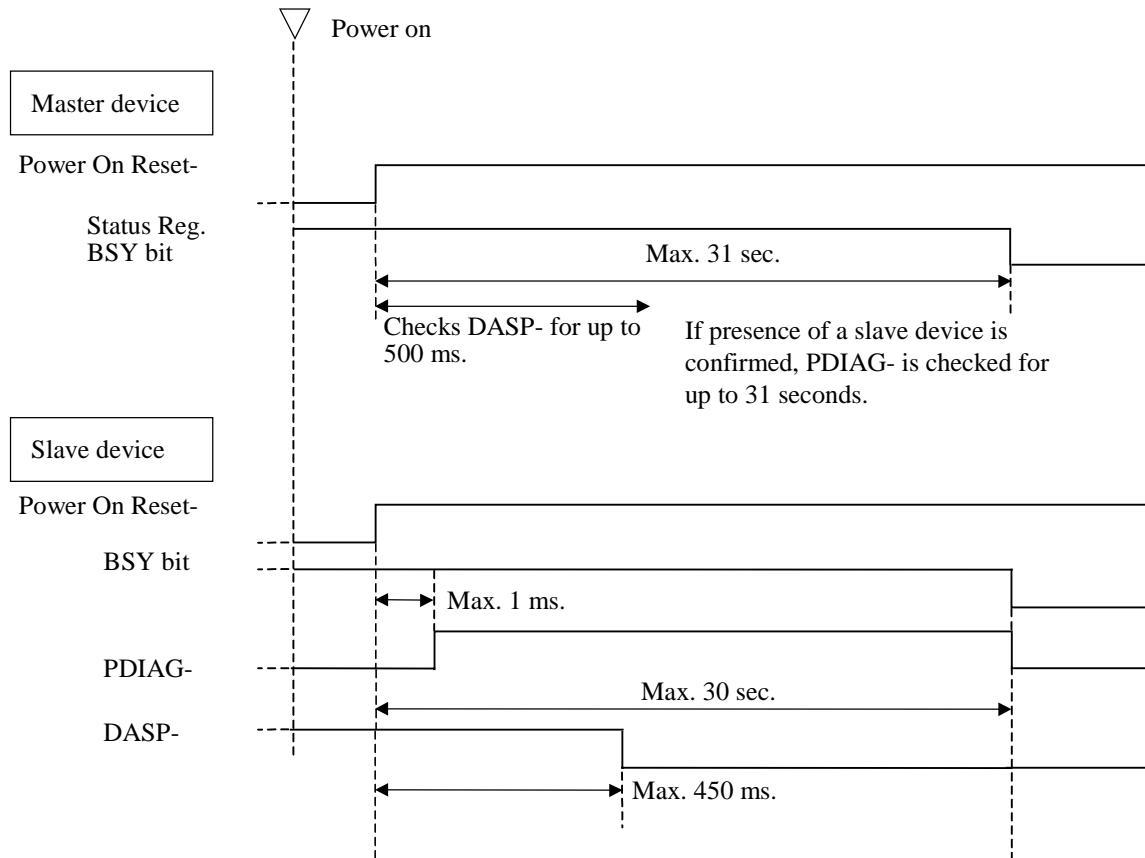 Power on
Master device
Power On Reset-
Status Reg.
BSY bit
Max. 31 sec.
Checks DASP- for up to
500 ms.
If presence of a slave device is
confirmed, PDIAG- is checked for
up to 31 seconds.
Slave device
Power On Reset-
BSY bit
Max. 1 ms.
PDIAG-
Max. 30 sec.
DASP-
Max. 450 ms.